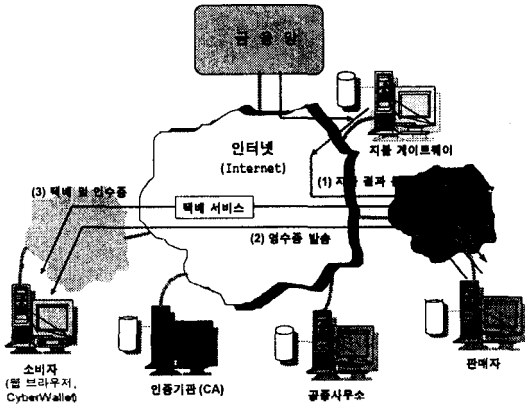 금융망
인터넷
(Internet)
지불 게이트웨이
(1) 지불 결과
(3) 택배 및 인수증
택배 서비스
(2) 영수증 발송
소비자
(웹 브라우저,
CyberWallet)
인증기관 (CA)
공증사무소
판매자